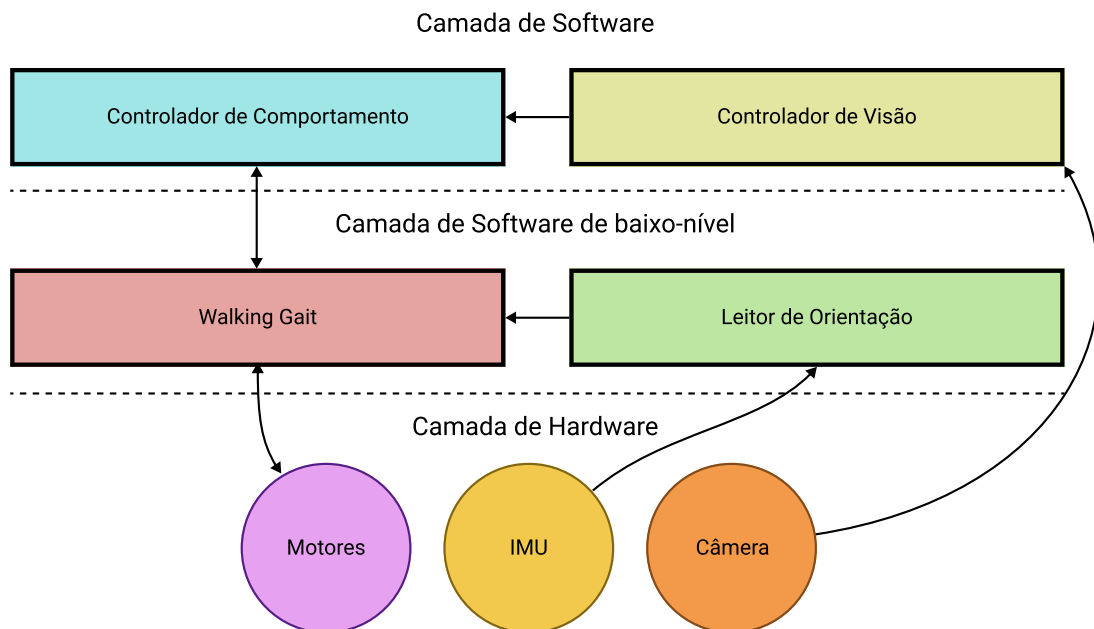 Camada de Software
Controlador de Comportamento
Controlador de Visão
Camada de Software de baixo-nível
Walking Gait
Leitor de Orientação
Camada de Hardware
Motores
IMU
Câmera